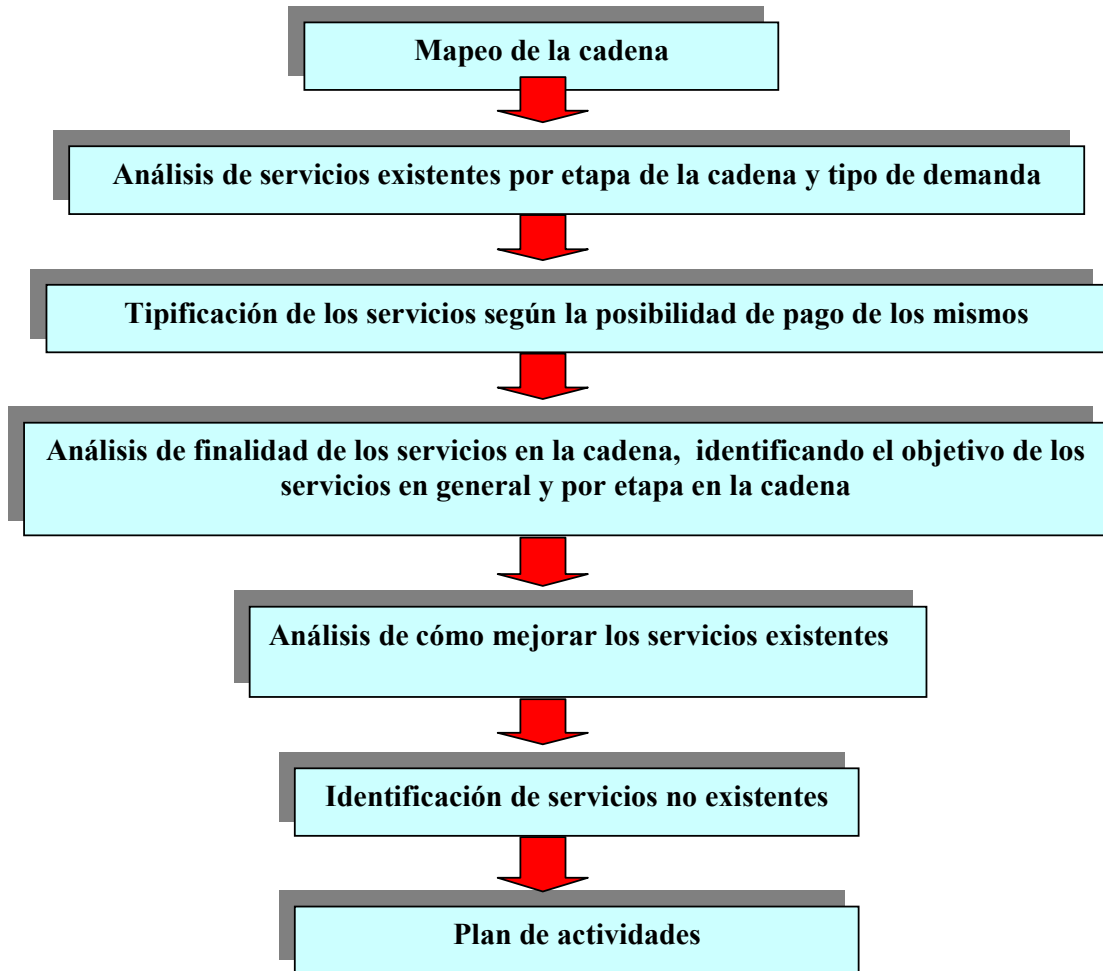 Mapeo de la cadena
Análisis de servicios existentes por etapa de la cadena y tipo de demanda
Tipificación de los servicios según la posibilidad de pago de los mismos
Análisis de finalidad de los servicios en la cadena, identificando el objetivo de los
servicios en general y por etapa en la cadena
Análisis de cómo mejorar los servicios existentes
Identificación de servicios no existentes
Plan de actividades